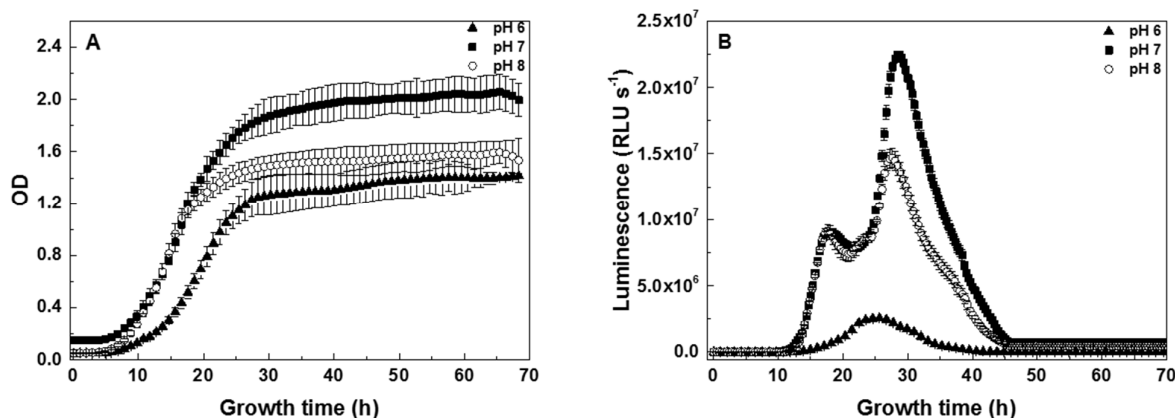 A
pH 6
pH 7
pH 8
2.4
2.0
1.6
1.2
0.8
0.4
0.0
OD
0 10 20 30 40 50 60 70
Growth time (h)
B
pH 6
pH 7
pH 8
2.5x10⁷
2.0x10⁷
1.5x10⁷
1.0x10⁷
5.0x10⁶
0.0
Luminescence (RLU s⁻¹)
0 10 20 30 40 50 60 70
Growth time (h)